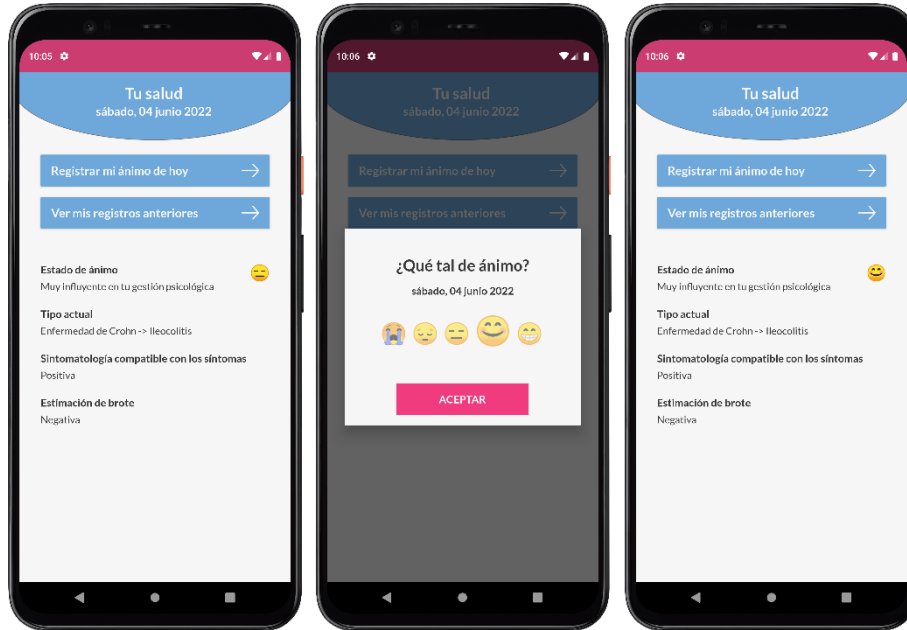 10:05
Tu salud
sábado, 04 junio 2022
Registrar mi ánimo de hoy
Ver mis registros anteriores
Estado de ánimo
Muy influyente en tu gestión psicológica
Tipo actual
Enfermedad de Crohn -> Ileocolitis
Sintomatología compatible con los síntomas
Positiva
Estimación de brote
Negativa
10:06
Tu salud
sábado, 04 junio 2022
Registrar mi ánimo de hoy
Ver mis registros anteriores
¿Qué tal de ánimo?
sábado, 04 junio 2022
ACEPTAR
10:06
Tu salud
sábado, 04 junio 2022
Registrar mi ánimo de hoy
Ver mis registros anteriores
Estado de ánimo
Muy influyente en tu gestión psicológica
Tipo actual
Enfermedad de Crohn -> Ileocolitis
Sintomatología compatible con los síntomas
Positiva
Estimación de brote
Negativa